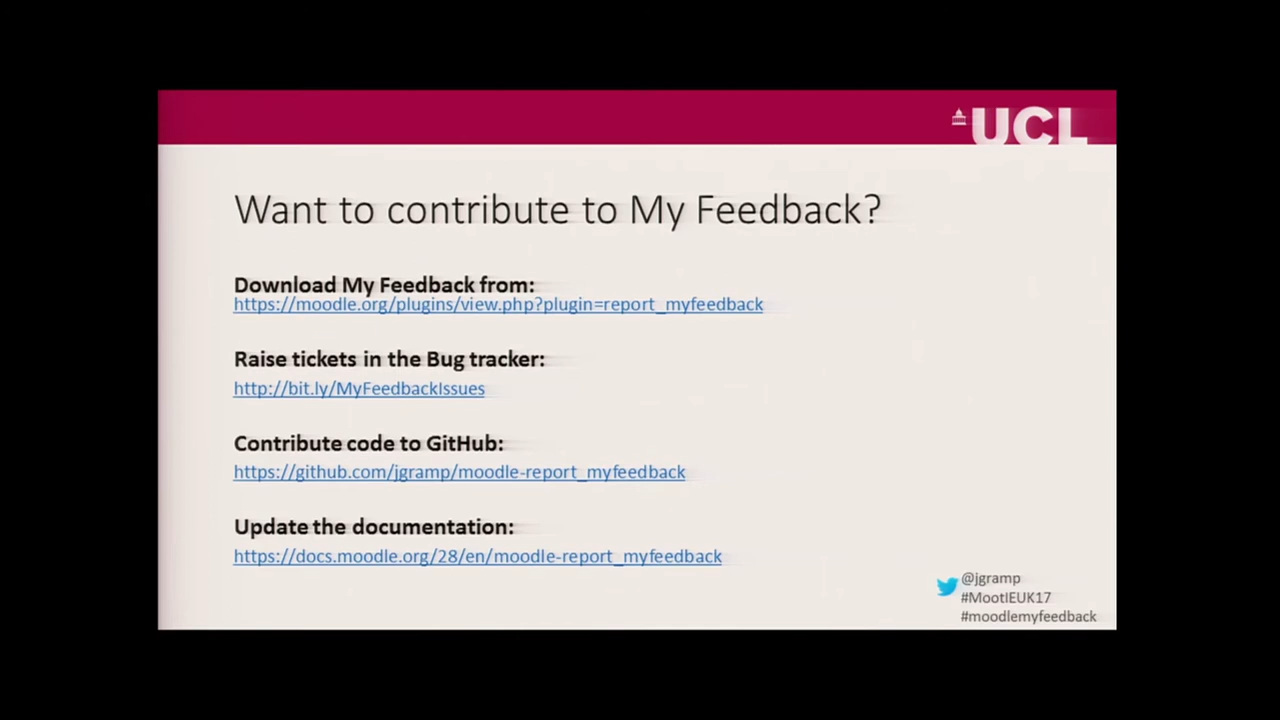 UCL
Want to contribute to My Feedback?
Download My Feedback from:
https://moodle.org/plugins/view.php?plugin=report_myfeedback
Raise tickets in the Bug tracker:
http://bit.ly/MyFeedbackIssues
Contribute code to GitHub:
https://github.com/jgramp/moodle-report_myfeedback
Update the documentation:
https://docs.moodle.org/28/en/moodle-report_myfeedback
@jgramp
#MootIEUK17
#moodlemyfeedback